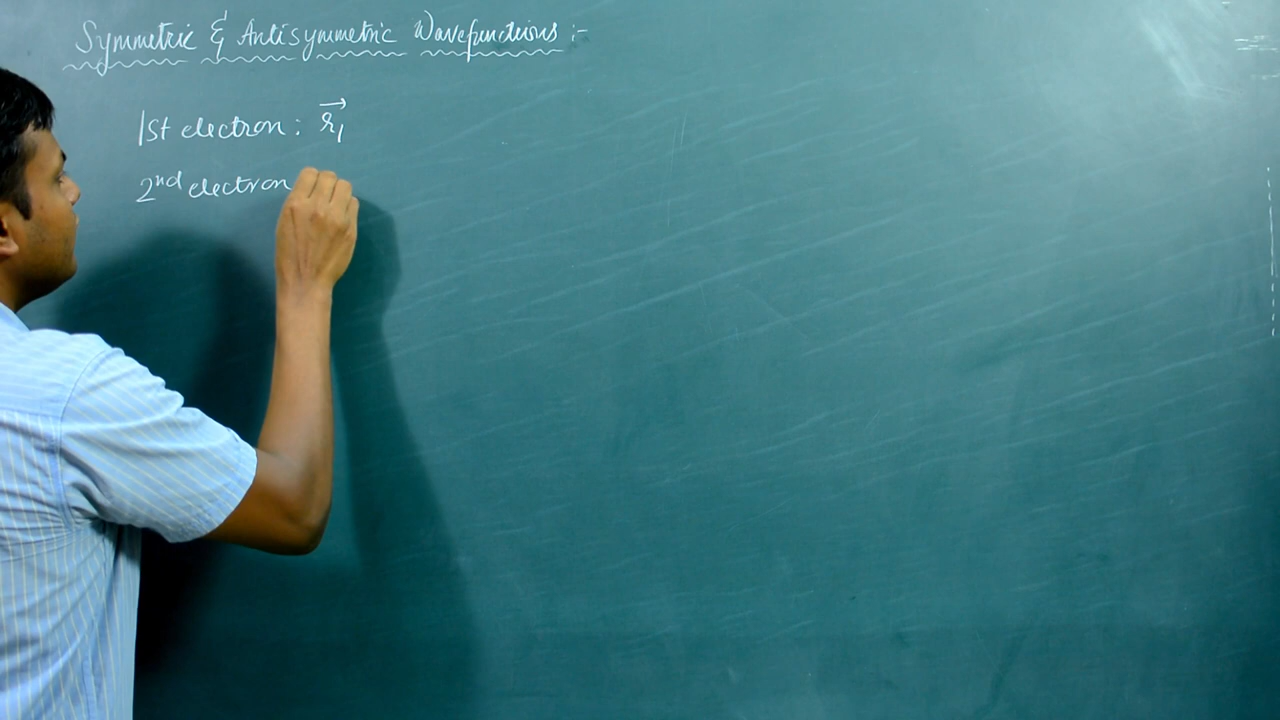 Symmetric & Antisymmetric Wavefunctions :-
1st electron : r⃗₁
2nd electron